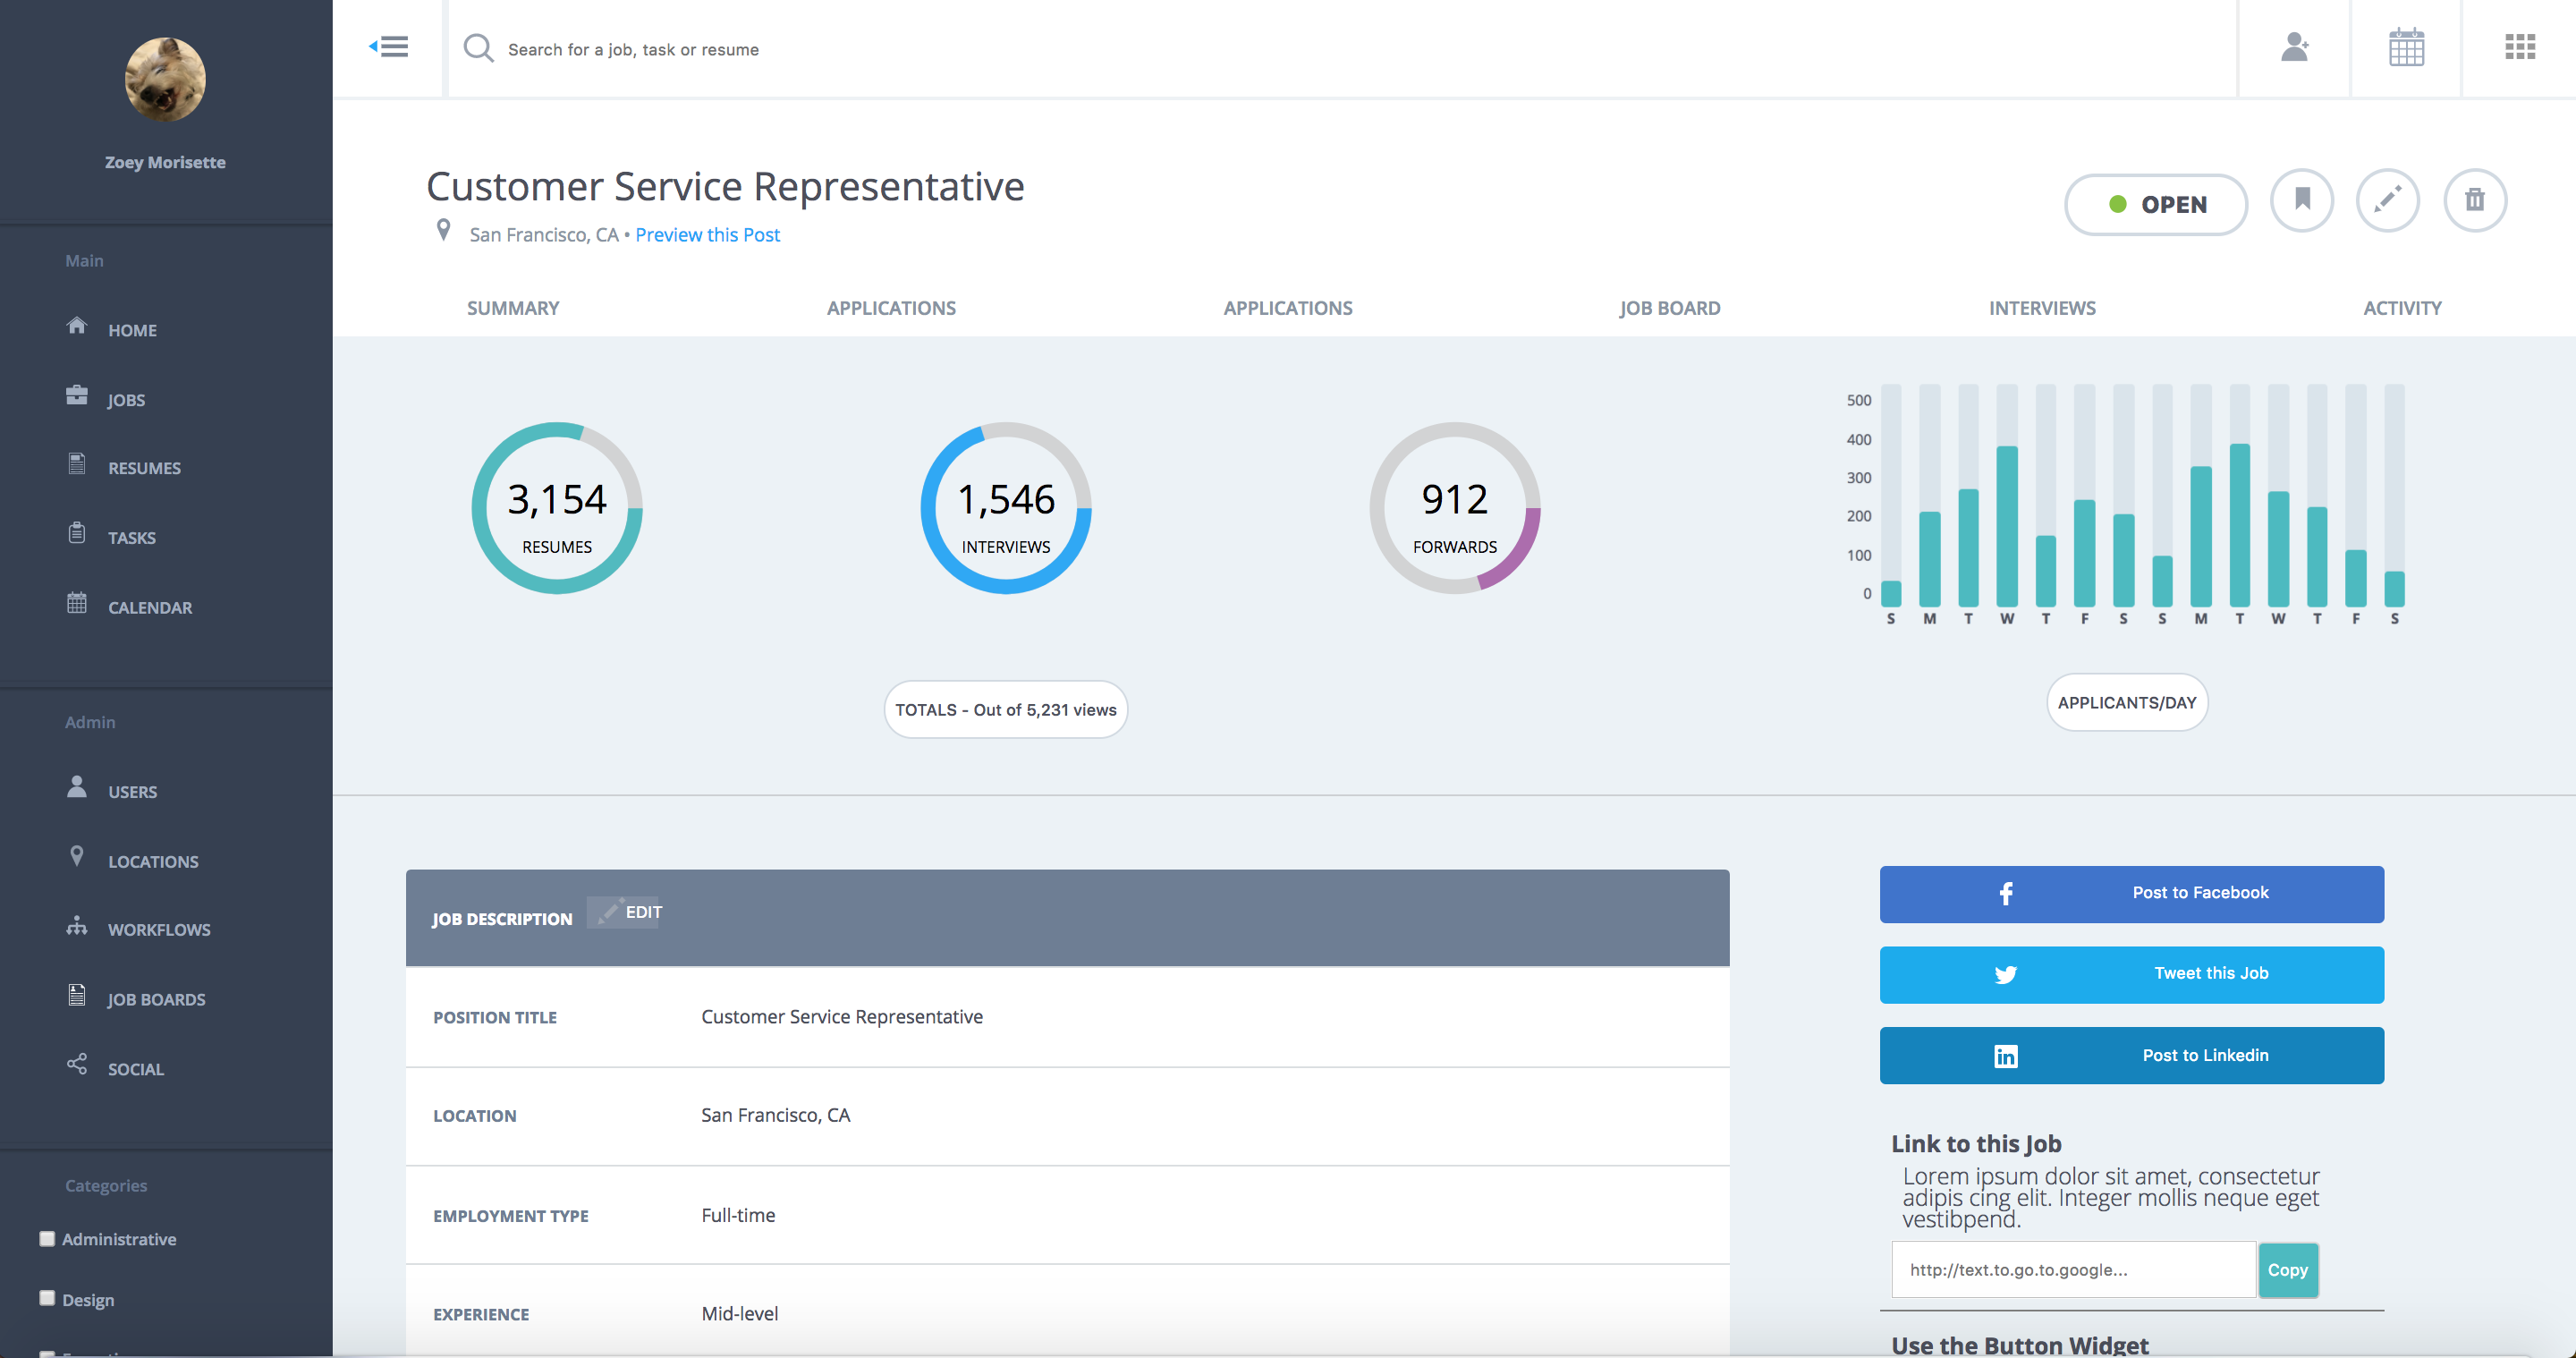 Zoey Morisette
Main
HOME
JOBS
RESUMES
TASKS
CALENDAR
Admin
USERS
LOCATIONS
WORKFLOWS
JOB BOARDS
SOCIAL
Categories
Administrative
Design
Search for a job, task or resume
Customer Service Representative
San Francisco, CA • Preview this Post
OPEN
SUMMARY APPLICATIONS APPLICATIONS JOB BOARD INTERVIEWS ACTIVITY
3,154
RESUMES
1,546
INTERVIEWS
912
FORWARDS
TOTALS - Out of 5,231 views
500
400
300
200
100
0
S M T W T F S S M T W T F S
APPLICANTS/DAY
JOB DESCRIPTION EDIT
POSITION TITLE Customer Service Representative
LOCATION San Francisco, CA
EMPLOYMENT TYPE Full-time
EXPERIENCE Mid-level
Post to Facebook
Tweet this Job
in Post to Linkedin
Link to this Job
Lorem ipsum dolor sit amet, consectetur
adipis cing elit. Integer mollis neque eget
vestibpend.
http://text.to.go.to.google... Copy
Use the Button Widget